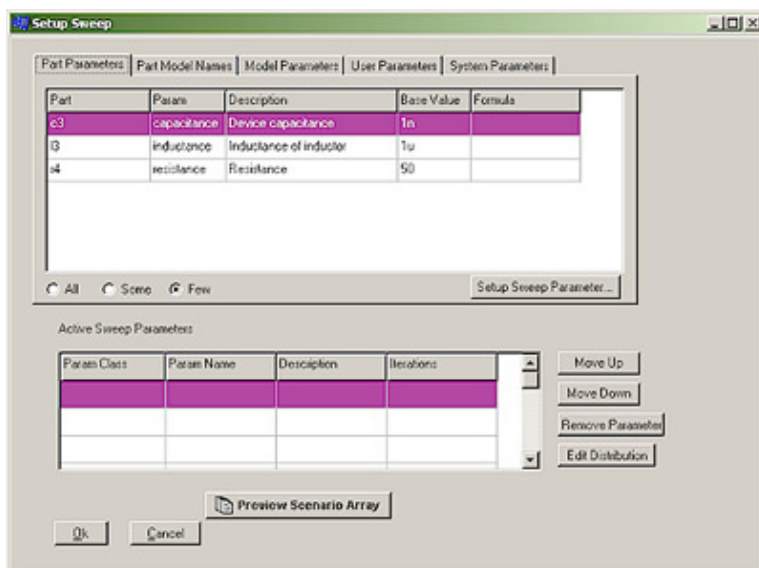 Setup Sweep
Part Parameters Part Model Names Model Parameters User Parameters System Parameters
Part Param Description Base Value Formula
c3 capacitance Device capacitance 1n
l3 inductance Inductance of inductor 1u
r4 resistance Resistance 50
All Some Few Setup Sweep Parameter...
Active Sweep Parameters
Param Class Param Name Description Iterations
Move Up
Move Down
Remove Parameter
Edit Distribution
Preview Scenario Array
Ok Cancel